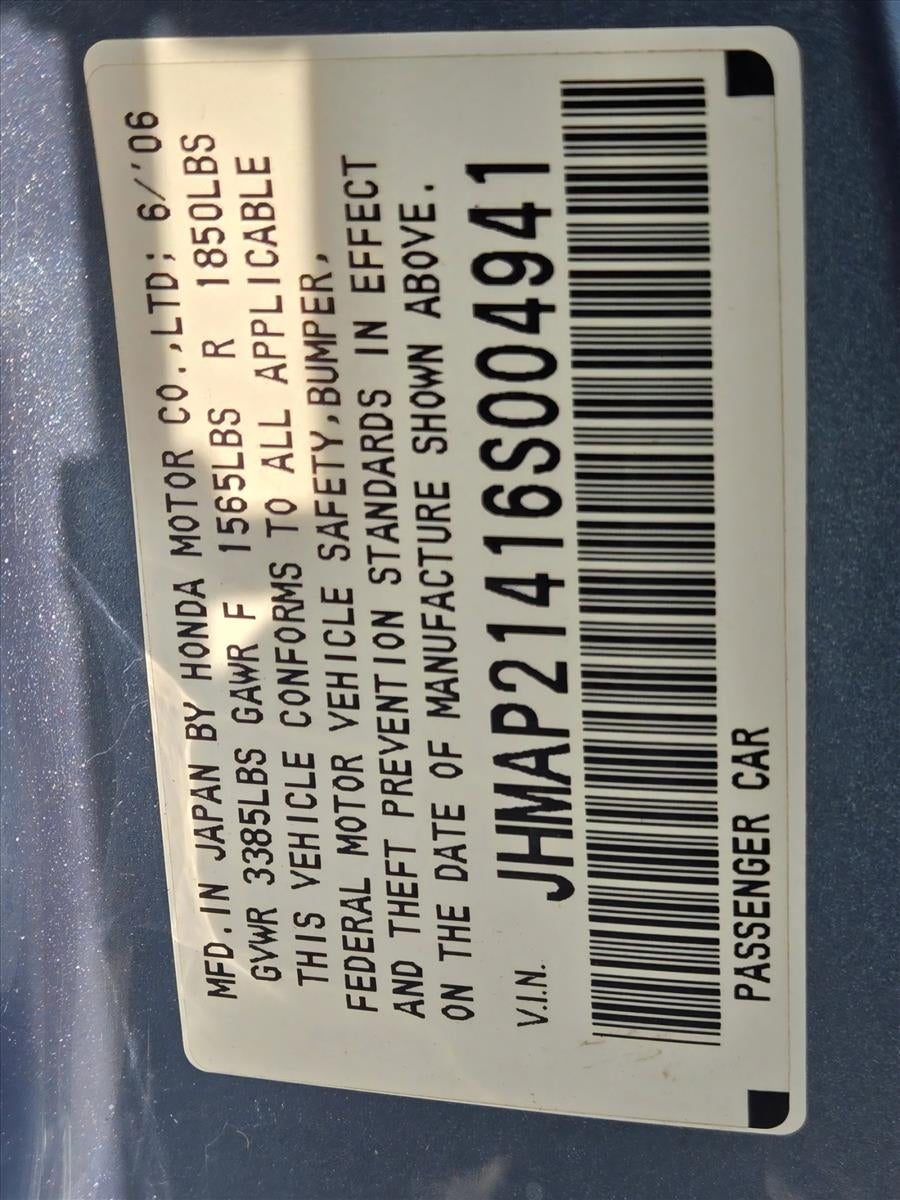 MFD.IN JAPAN BY HONDA MOTOR CO.,LTD; 6/'06
GVWR 3385LBS GAWR F 1565LBS R 1850LBS
THIS VEHICLE CONFORMS TO ALL APPLICABLE
FEDERAL MOTOR VEHICLE SAFETY,BUMPER,
AND THEFT PREVENTION STANDARDS IN EFFECT
ON THE DATE OF MANUFACTURE SHOWN ABOVE.
V.I.N. JHMAP21416S004941
PASSENGER CAR